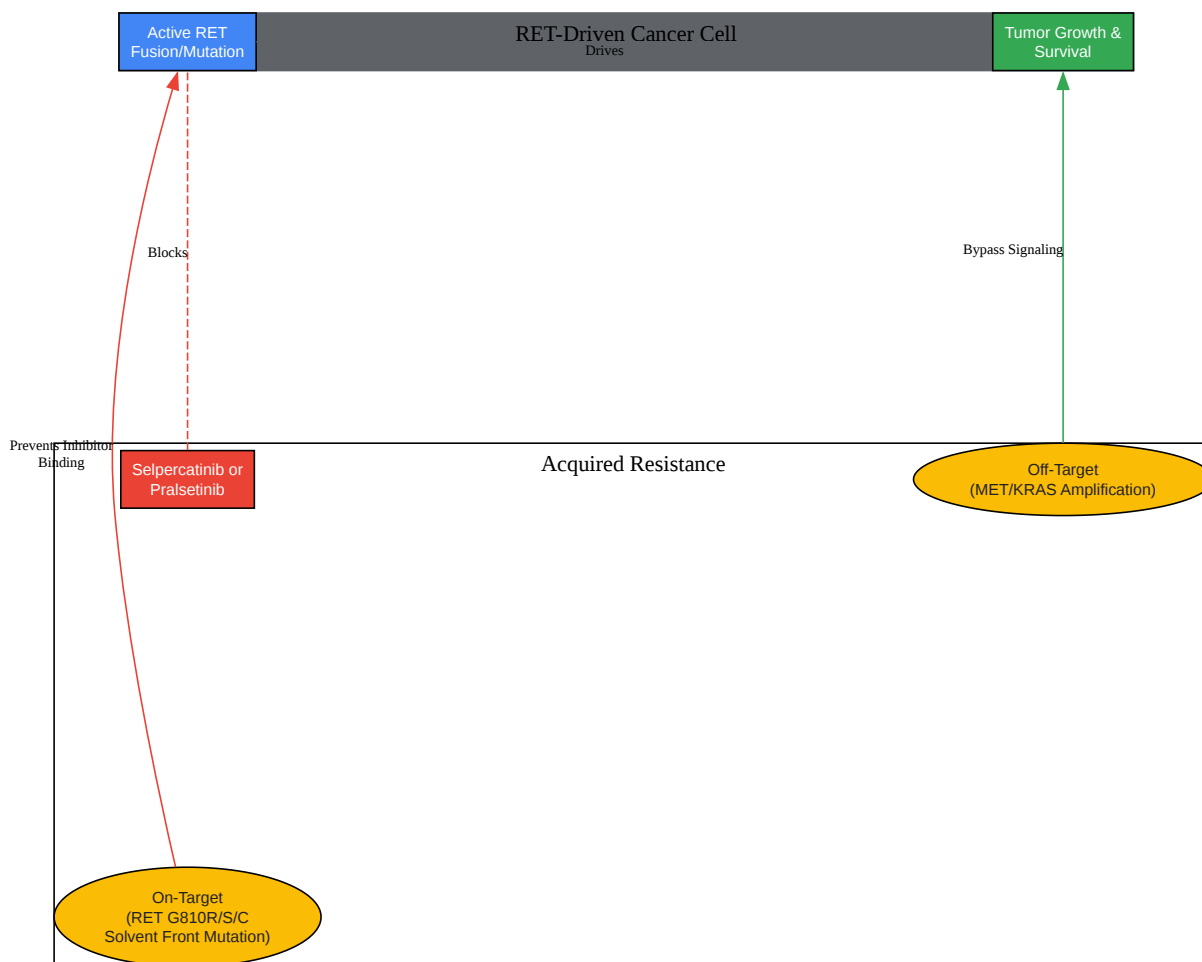 Active RET
Fusion/Mutation
RET-Driven Cancer Cell
Drives
Tumor Growth &
Survival
Blocks
Bypass Signaling
Prevents Inhibitor
Binding
Selpercatinib or
Pralsetinib
Acquired Resistance
Off-Target
(MET/KRAS Amplification)
On-Target
(RET G810R/S/C
Solvent Front Mutation)